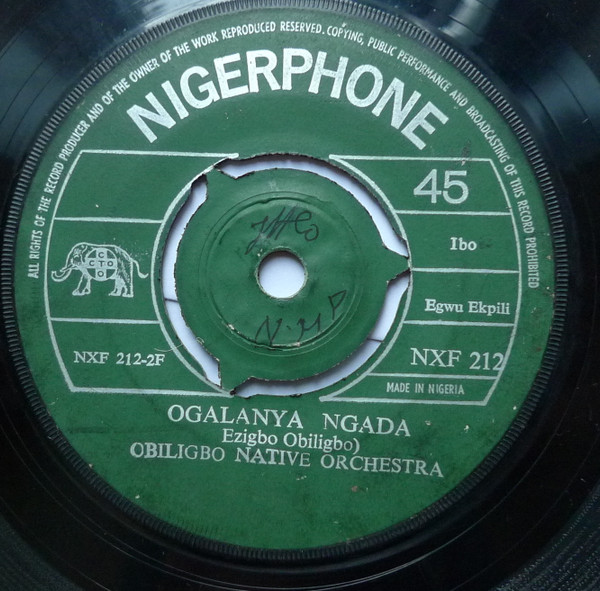 ALL RIGHTS OF THE RECORD PRODUCER AND OF THE OWNER OF THE WORK REPRODUCED RESERVED. COPYING, PUBLIC PERFORMANCE AND BROADCASTING OF THIS RECORD PROHIBITED
NIGERPHONE
45
Ibo
Egwu Ekpili
NXF 212-2F
NXF 212
MADE IN NIGERIA
OGALANYA NGADA
Ezigbo Obiligbo)
OBILIGBO NATIVE ORCHESTRA